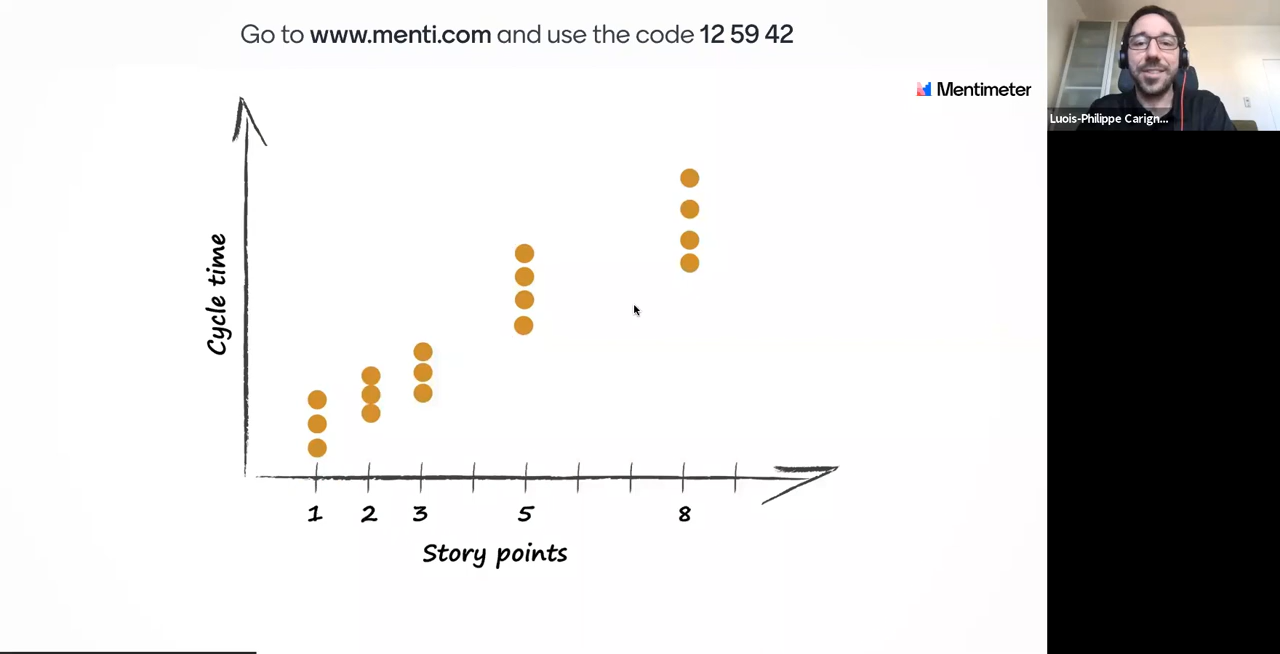 Go to www.menti.com and use the code 12 59 42
Mentimeter
Luois-Philippe Carign...
Cycle time
1 2 3 5 8
Story points